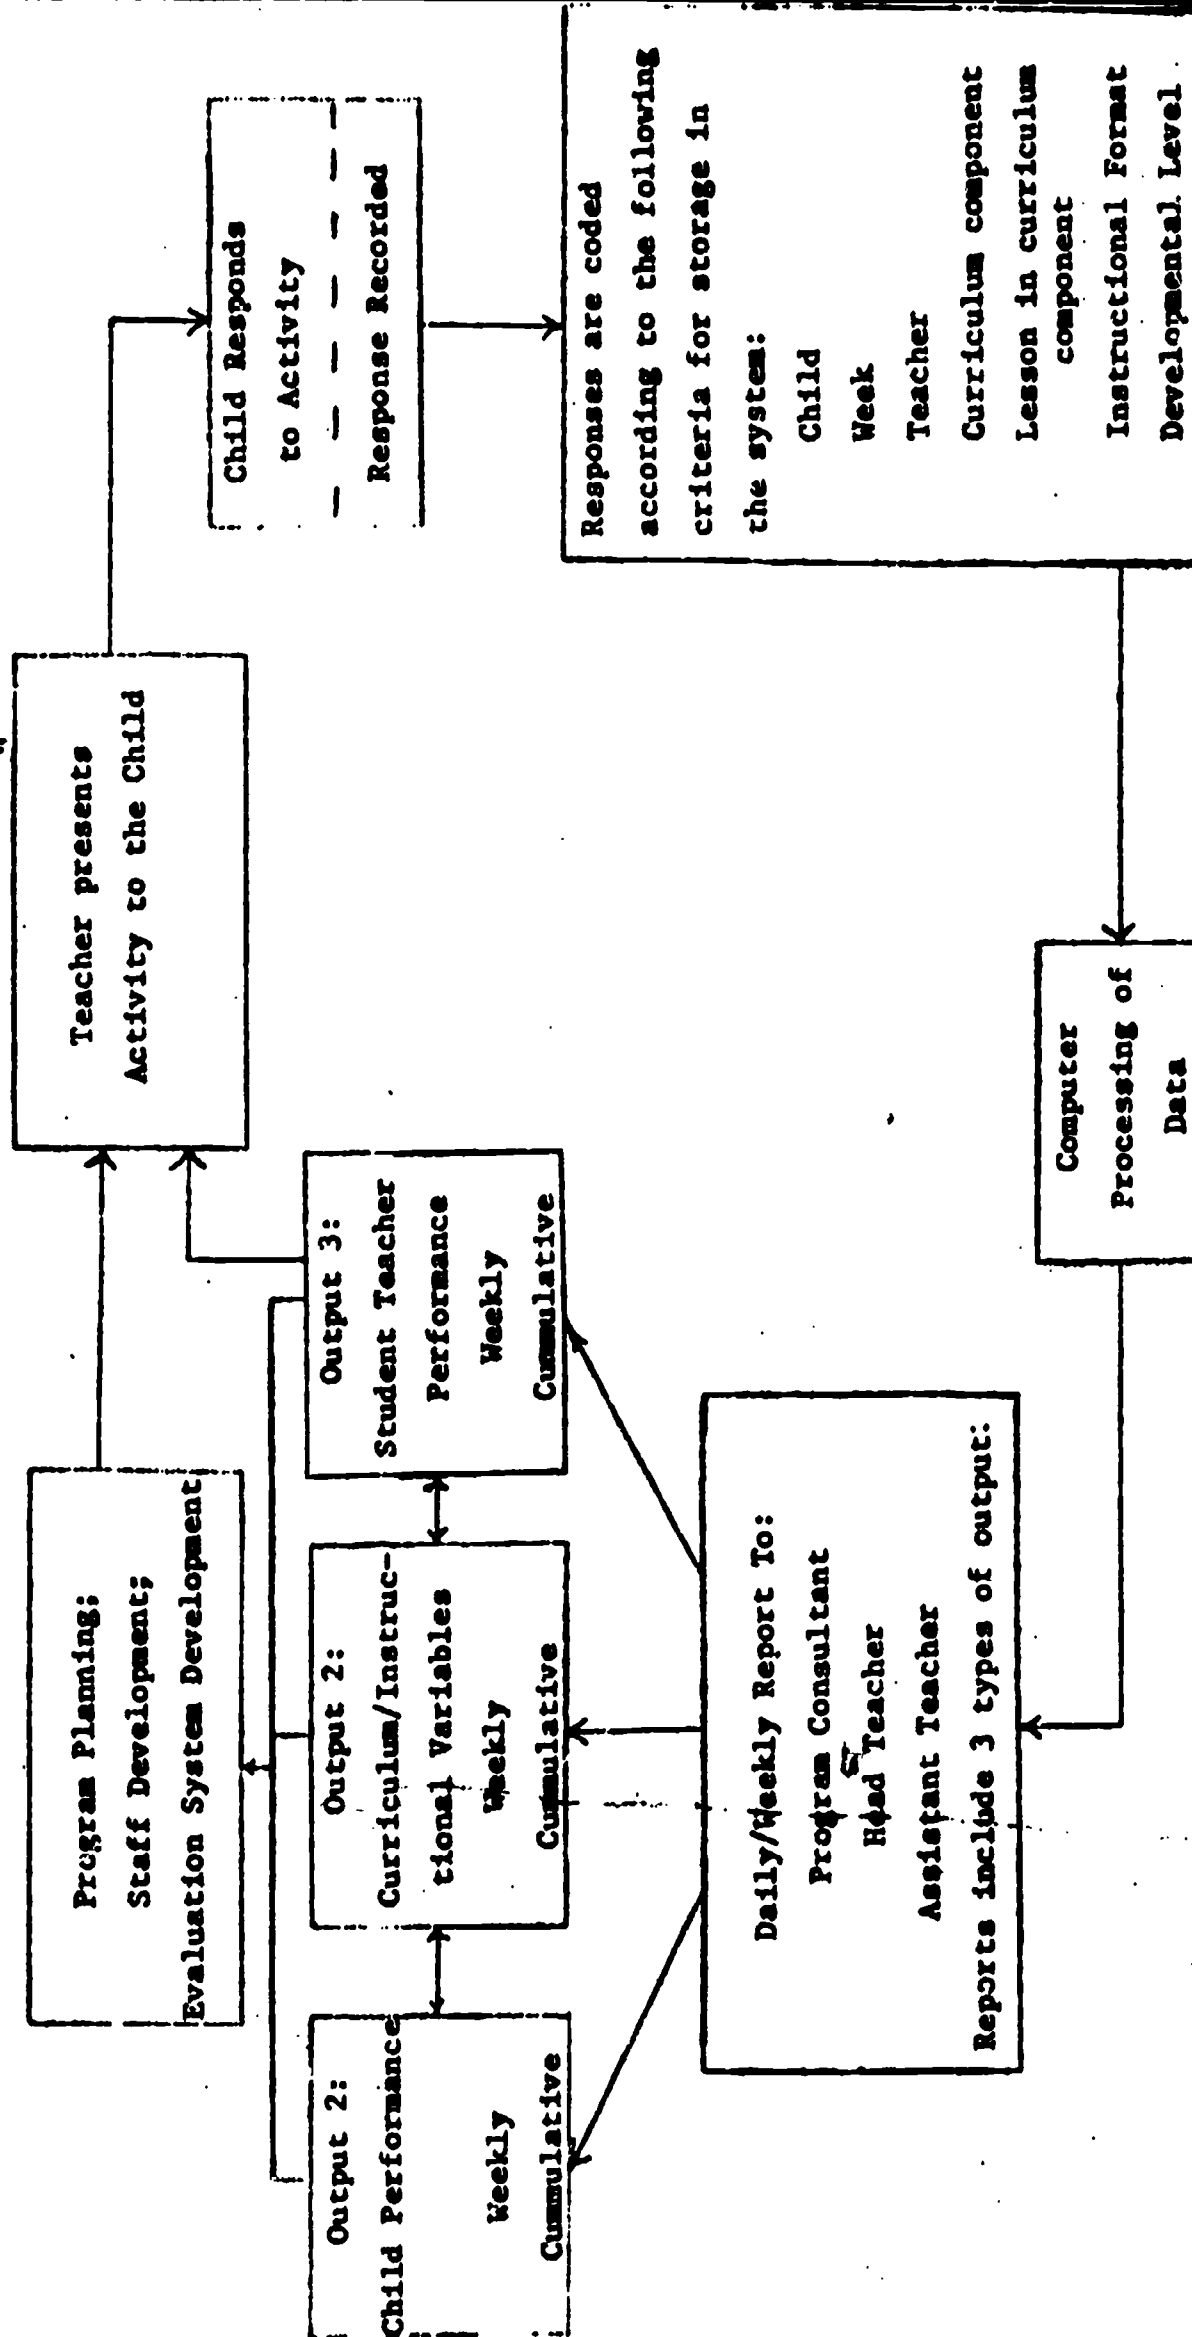 Program Planning;
Staff Development;
Evaluation System Development
Teacher presents
Activity to the Child
Child Responds
to Activity
Response Recorded
Output 2:
Child Performance
Weekly
Cummulative
Output 2:
Curriculum/Instruc-
tional Variables
Weekly
Cummulative
Output 3:
Student Teacher
Performance
Weekly
Cummulative
Responses are coded
according to the following
criteria for storage in
the system:
Child
Week
Teacher
Curriculum component
Lesson in curriculum
component
Instructional Format
Developmental Level
Daily/Weekly Report To:
Program Consultant
Head Teacher
Assistant Teacher
Reports include 3 types of output:
Computer
Processing of
Data